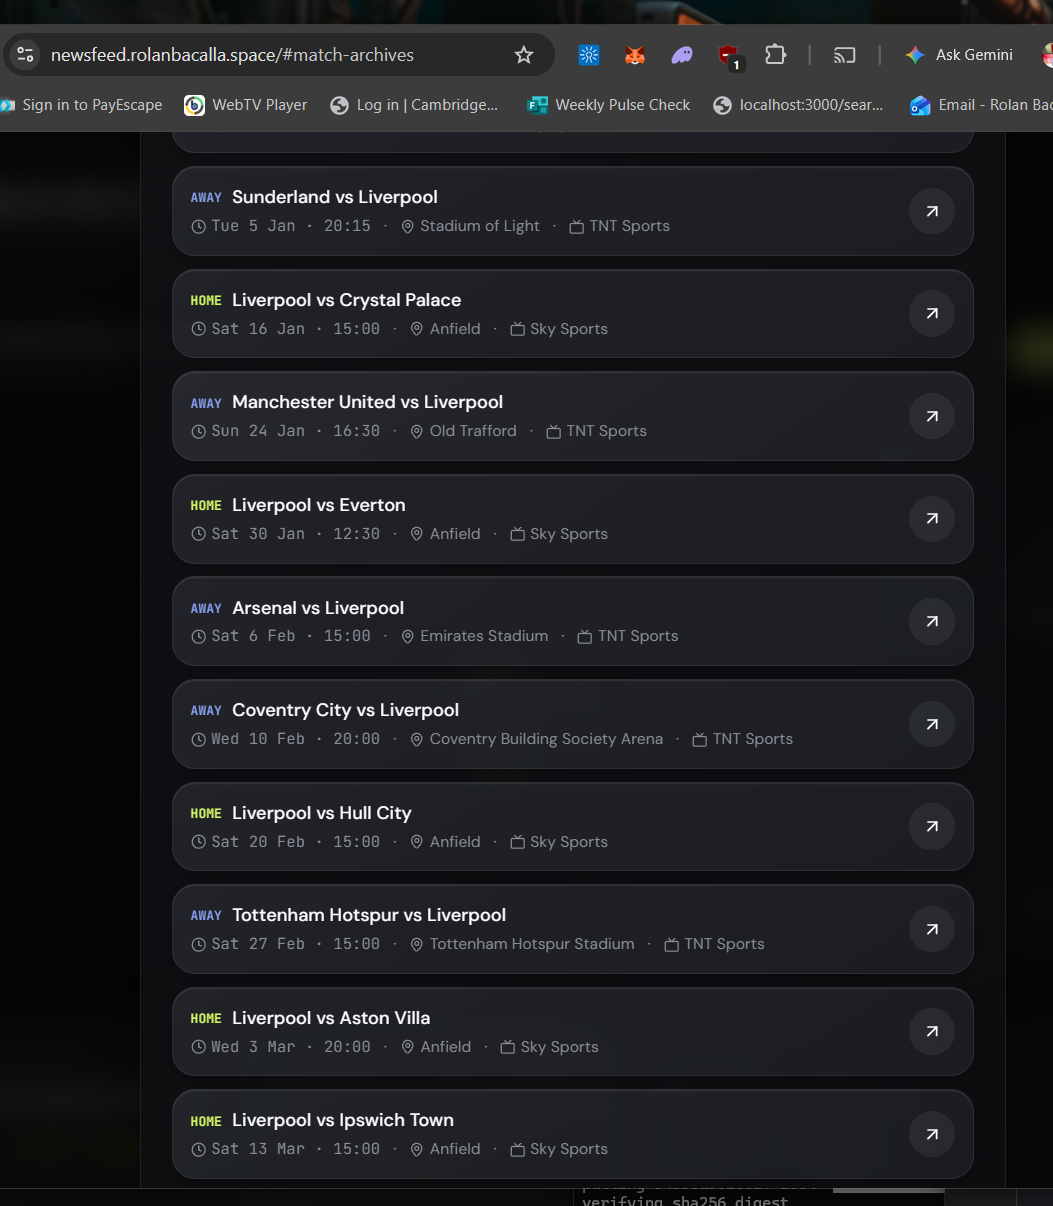 newsfeed.rolanbacalla.space/#match-archives
1
Ask Gemini
Sign in to PayEscape
WebTV Player
Log in | Cambridge...
Weekly Pulse Check
localhost:3000/sear...
Email - Rolan Bac
AWAY Sunderland vs Liverpool
Tue 5 Jan · 20:15 · Stadium of Light · TNT Sports
HOME Liverpool vs Crystal Palace
Sat 16 Jan · 15:00 · Anfield · Sky Sports
AWAY Manchester United vs Liverpool
Sun 24 Jan · 16:30 · Old Trafford · TNT Sports
HOME Liverpool vs Everton
Sat 30 Jan · 12:30 · Anfield · Sky Sports
AWAY Arsenal vs Liverpool
Sat 6 Feb · 15:00 · Emirates Stadium · TNT Sports
AWAY Coventry City vs Liverpool
Wed 10 Feb · 20:00 · Coventry Building Society Arena · TNT Sports
HOME Liverpool vs Hull City
Sat 20 Feb · 15:00 · Anfield · Sky Sports
AWAY Tottenham Hotspur vs Liverpool
Sat 27 Feb · 15:00 · Tottenham Hotspur Stadium · TNT Sports
HOME Liverpool vs Aston Villa
Wed 3 Mar · 20:00 · Anfield · Sky Sports
HOME Liverpool vs Ipswich Town
Sat 13 Mar · 15:00 · Anfield · Sky Sports
verifying sha256 digest